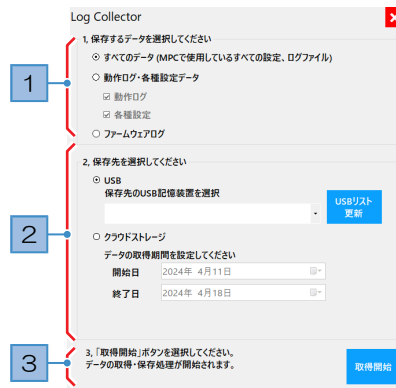 Log Collector
1, 保存するデータを選択してください
すべてのデータ (MPCで使用しているすべての設定、ログファイル)
動作ログ・各種設定データ
動作ログ
各種設定
ファームウェアログ
1
2, 保存先を選択してください
USB
保存先のUSB記憶装置を選択
USBリスト
更新
クラウドストレージ
データの取得期間を設定してください
開始日 2024年 4月11日
終了日 2024年 4月18日
2
3, 「取得開始」ボタンを選択してください。
データの取得・保存処理が開始されます。
取得開始
3